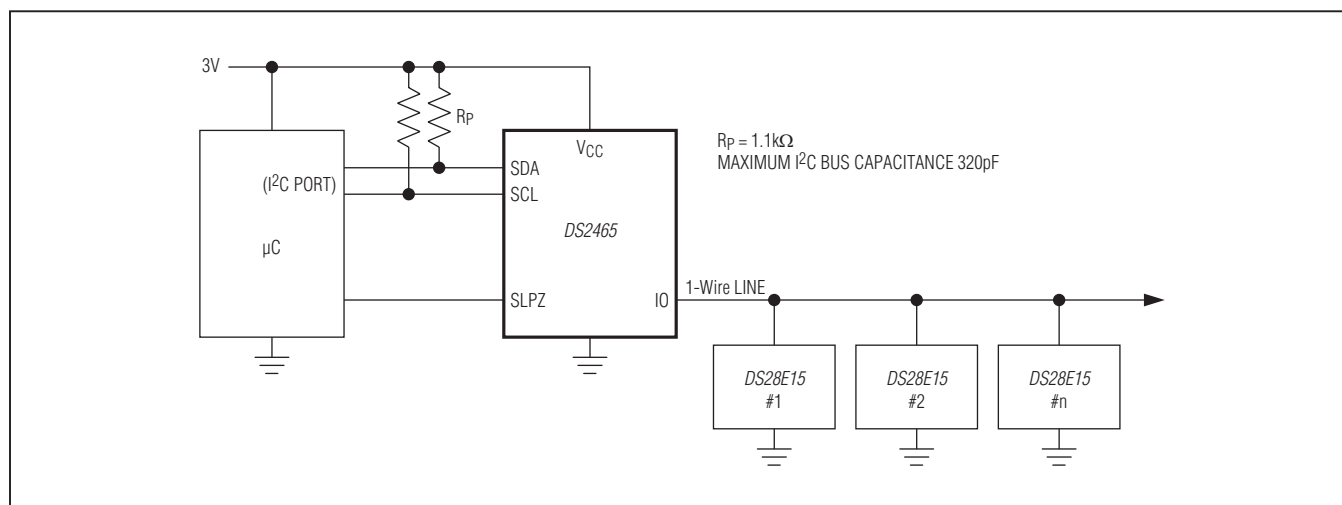 3V
RP
VCC
RP = 1.1kΩ
MAXIMUM I2C BUS CAPACITANCE 320pF
SDA
(I2C PORT)
SCL
DS2465
µC
1-Wire LINE
SLPZ
IO
DS28E15
#1
DS28E15
#2
DS28E15
#n